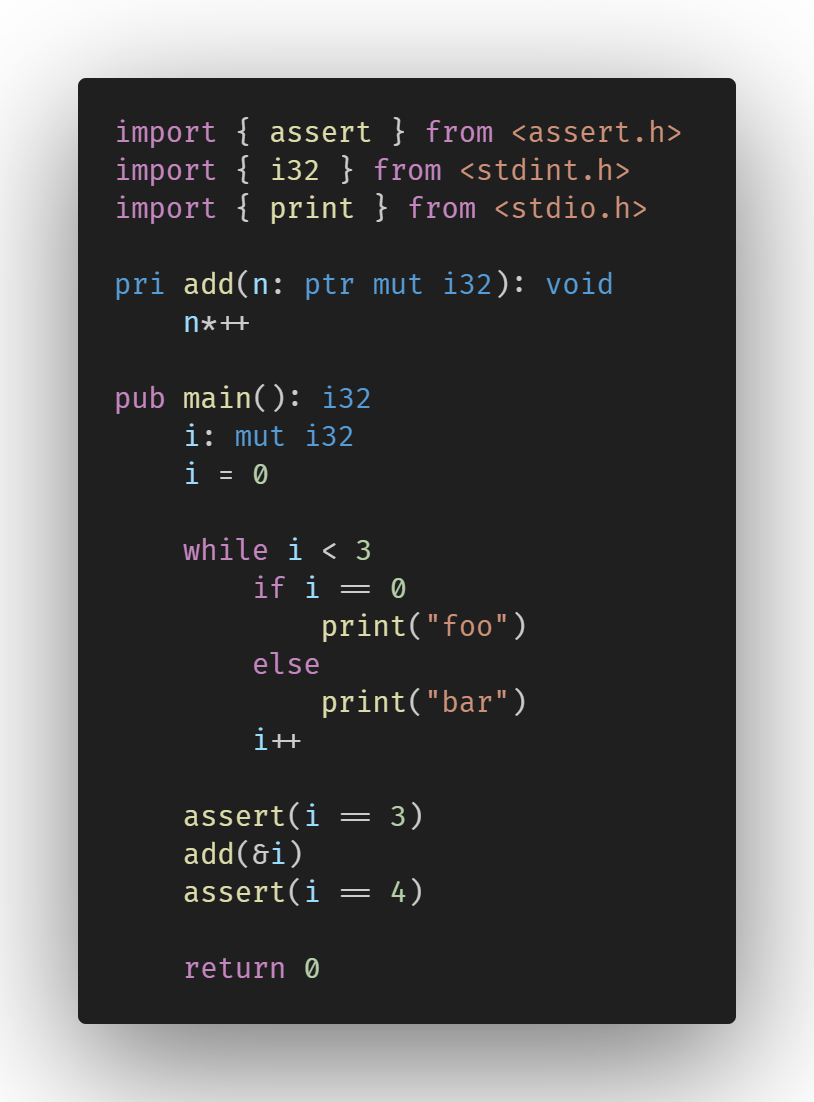 import { assert } from <assert.h>
import { i32 } from <stdint.h>
import { print } from <stdio.h>

pri add(n: ptr mut i32): void
    n*++

pub main(): i32
    i: mut i32
    i = 0

    while i < 3
        if i == 0
            print("foo")
        else
            print("bar")
        i++

    assert(i == 3)
    add(&i)
    assert(i == 4)

    return 0